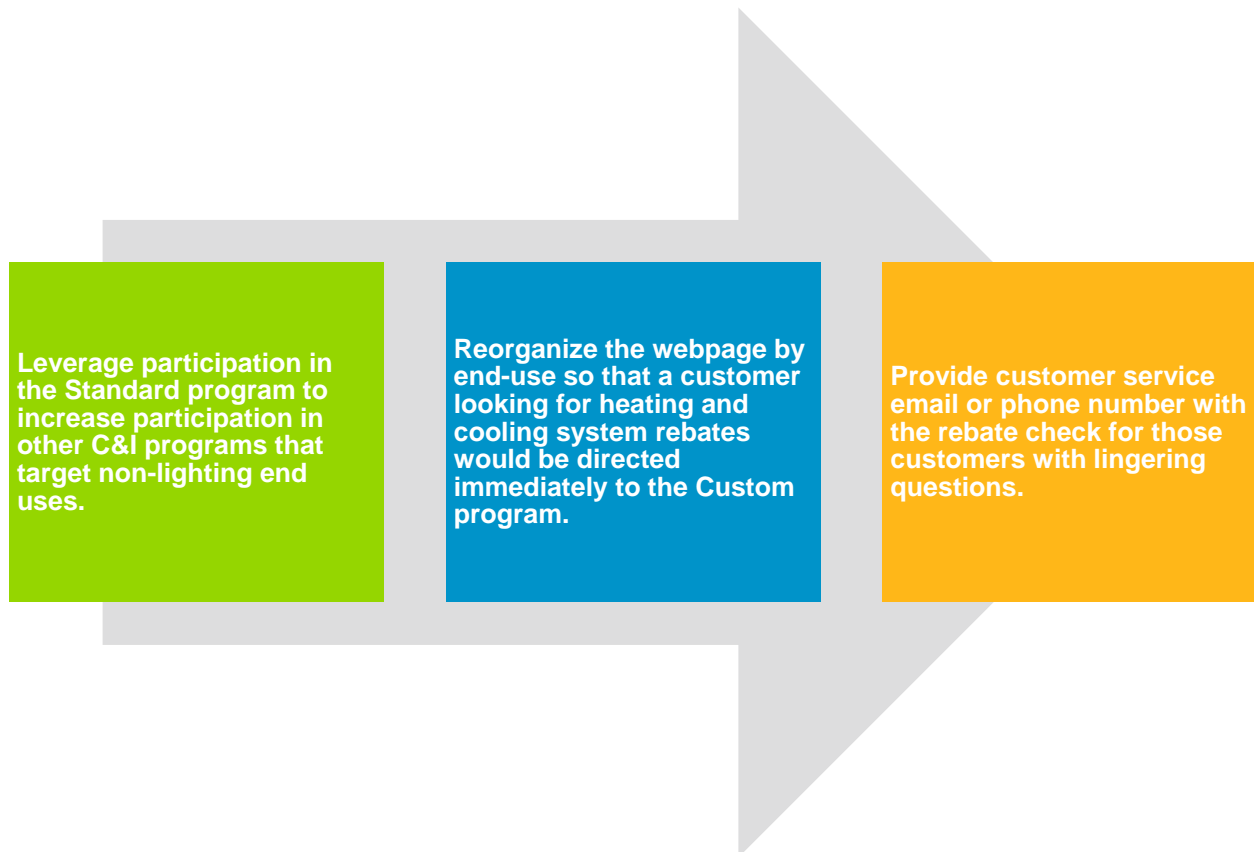 Leverage participation in
the Standard program to
increase participation in
other C&I programs that
target non-lighting end
uses.
Reorganize the webpage by
end-use so that a customer
looking for heating and
cooling system rebates
would be directed
immediately to the Custom
program.
Provide customer service
email or phone number with
the rebate check for those
customers with lingering
questions.